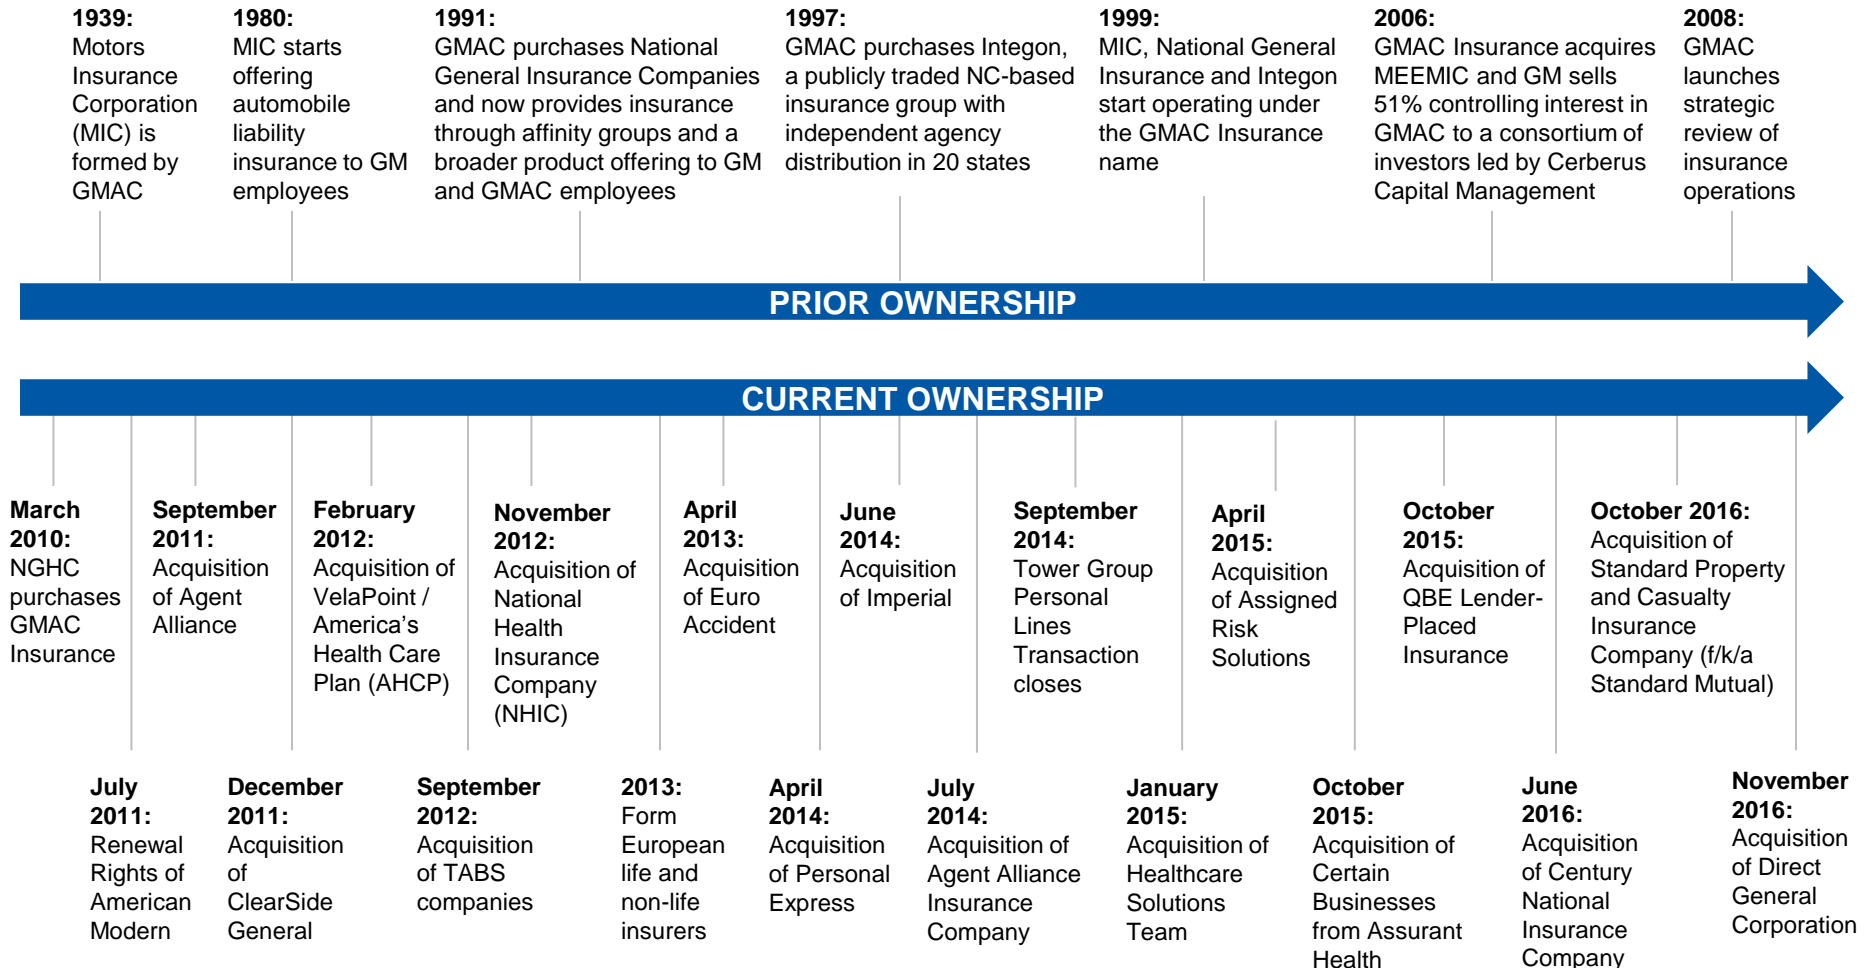 1939:
Motors
Insurance
Corporation
(MIC) is
formed by
GMAC
1980:
MIC starts
offering
automobile
liability
insurance to GM
employees
1991:
GMAC purchases National
General Insurance Companies
and now provides insurance
through affinity groups and a
broader product offering to GM
and GMAC employees
1997:
GMAC purchases Integon,
a publicly traded NC-based
insurance group with
independent agency
distribution in 20 states
1999:
MIC, National General
Insurance and Integon
start operating under
the GMAC Insurance
name
2006:
GMAC Insurance acquires
MEEMIC and GM sells
51% controlling interest in
GMAC to a consortium of
investors led by Cerberus
Capital Management
2008:
GMAC
launches
strategic
review of
insurance
operations
PRIOR OWNERSHIP
CURRENT OWNERSHIP
March
2010:
NGHC
purchases
GMAC
Insurance
September
2011:
Acquisition
of Agent
Alliance
February
2012:
Acquisition of
VelaPoint /
America’s
Health Care
Plan (AHCP)
November
2012:
Acquisition of
National
Health
Insurance
Company
(NHIC)
April
2013:
Acquisition
of Euro
Accident
June
2014:
Acquisition
of Imperial
September
2014:
Tower Group
Personal
Lines
Transaction
closes
April
2015:
Acquisition
of Assigned
Risk
Solutions
October
2015:
Acquisition of
QBE Lender-
Placed
Insurance
October 2016:
Acquisition of
Standard Property
and Casualty
Insurance
Company (f/k/a
Standard Mutual)
July
2011:
Renewal
Rights of
American
Modern
December
2011:
Acquisition
of
ClearSide
General
September
2012:
Acquisition
of TABS
companies
2013:
Form
European
life and
non-life
insurers
April
2014:
Acquisition
of Personal
Express
July
2014:
Acquisition of
Agent Alliance
Insurance
Company
January
2015:
Acquisition of
Healthcare
Solutions
Team
October
2015:
Acquisition of
Certain
Businesses
from Assurant
Health
June
2016:
Acquisition
of Century
National
Insurance
Company
November
2016:
Acquisition
of Direct
General
Corporation